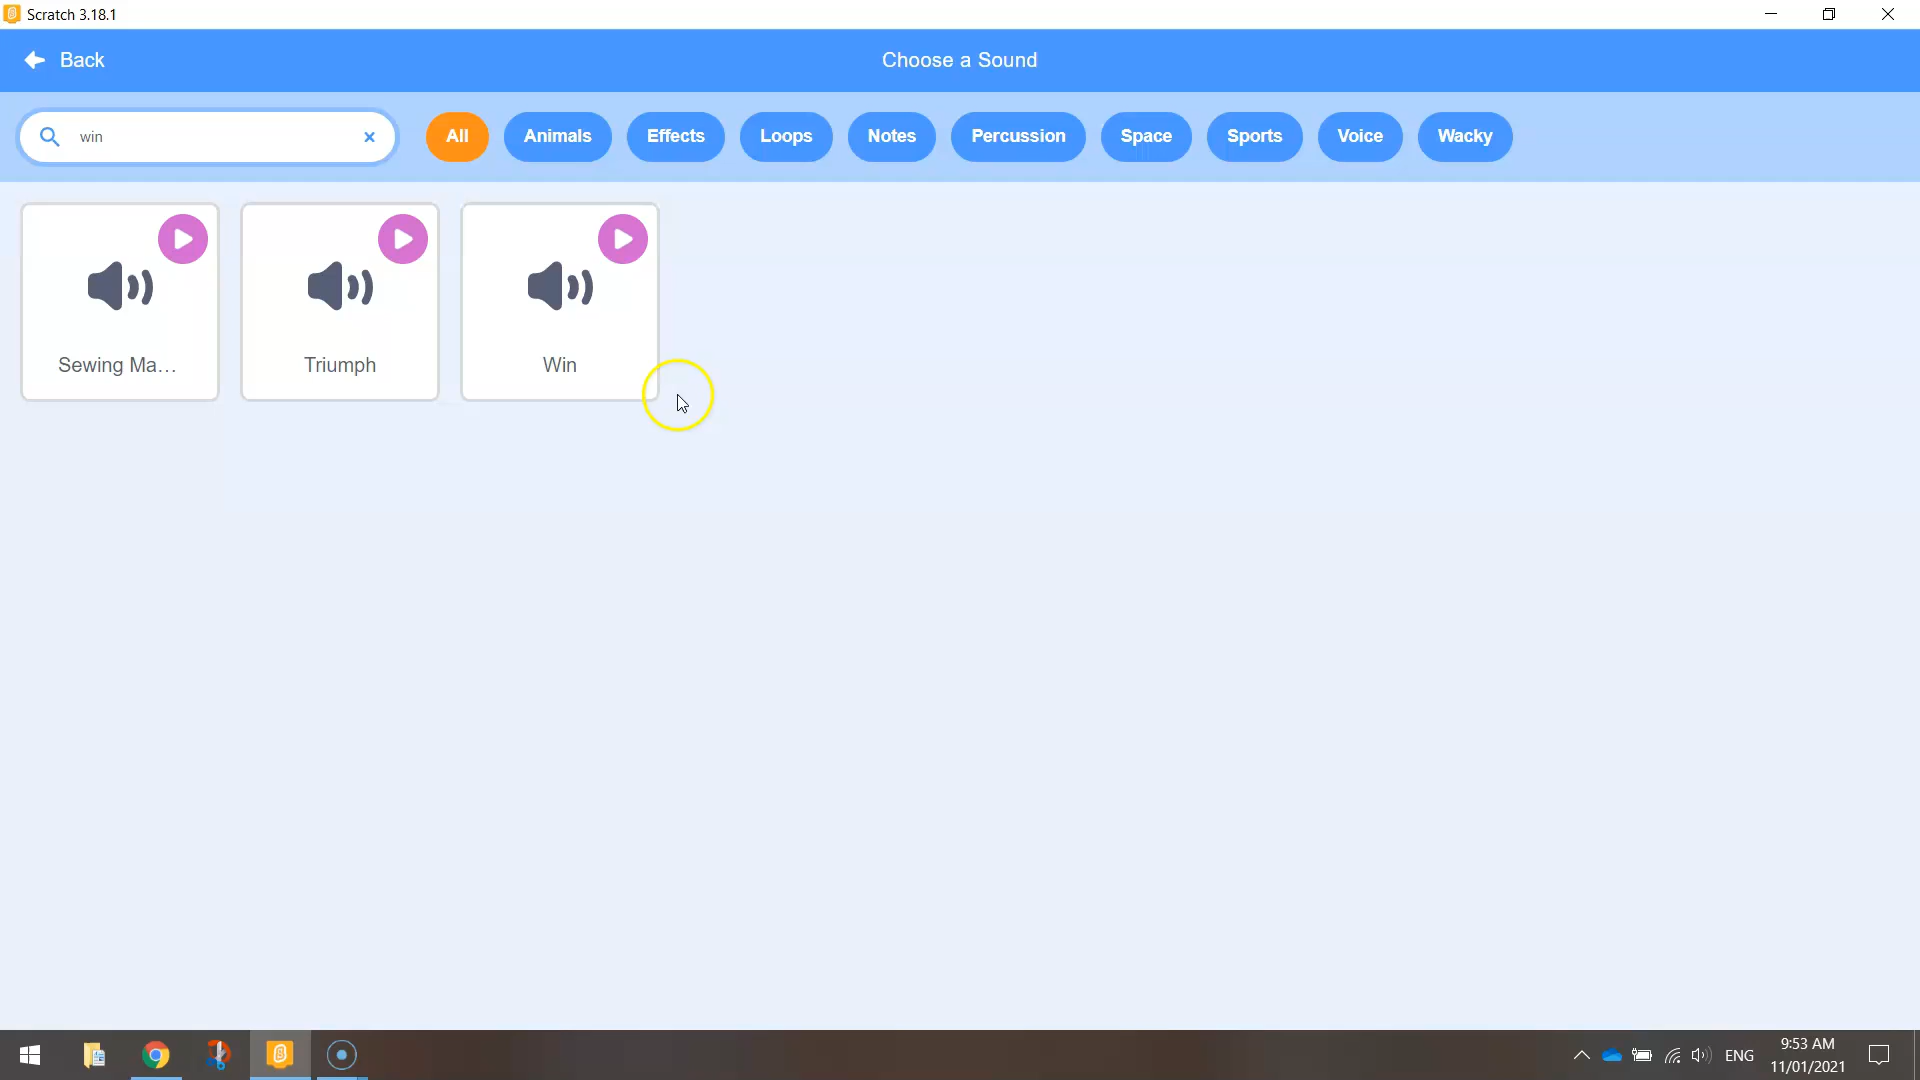 Scratch 3.18.1
Back
Choose a Sound
win
All
Animals
Effects
Loops
Notes
Percussion
Space
Sports
Voice
Wacky
Sewing Ma...
Triumph
Win
ENG
9:53 AM
11/01/2021